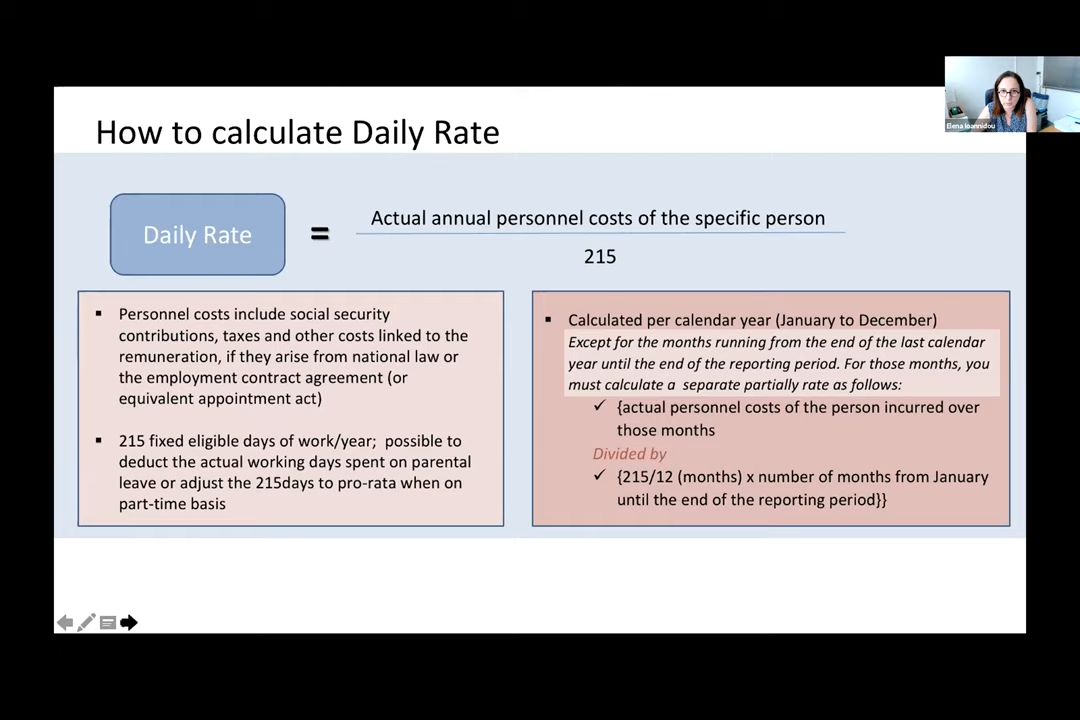 How to calculate Daily Rate
Elena Ioannidou
Daily Rate
=
Actual annual personnel costs of the specific person
215
▪ Personnel costs include social security
contributions, taxes and other costs linked to the
remuneration, if they arise from national law or
the employment contract agreement (or
equivalent appointment act)
▪ 215 fixed eligible days of work/year;  possible to
deduct the actual working days spent on parental
leave or adjust the 215days to pro-rata when on
part-time basis
▪ Calculated per calendar year (January to December)
Except for the months running from the end of the last calendar
year until the end of the reporting period. For those months, you
must calculate a  separate partially rate as follows:
✓ {actual personnel costs of the person incurred over
those months
Divided by
✓ {215/12 (months) x number of months from January
until the end of the reporting period}}